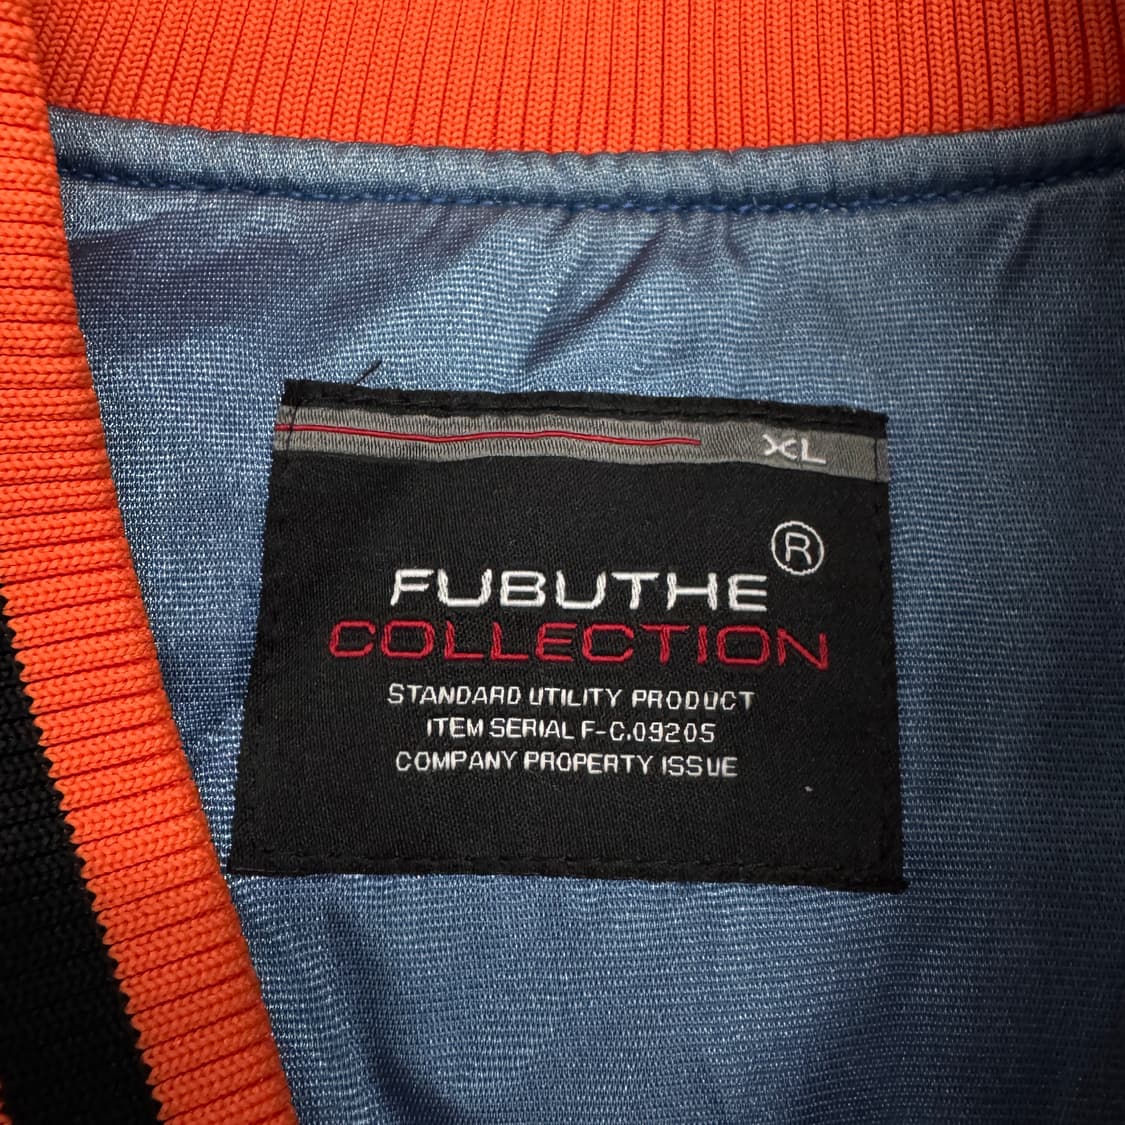 XL
FUBUTHE ®
COLLECTION
STANDARD UTILITY PRODUCT
ITEM SERIAL F-C.09205
COMPANY PROPERTY ISSUE